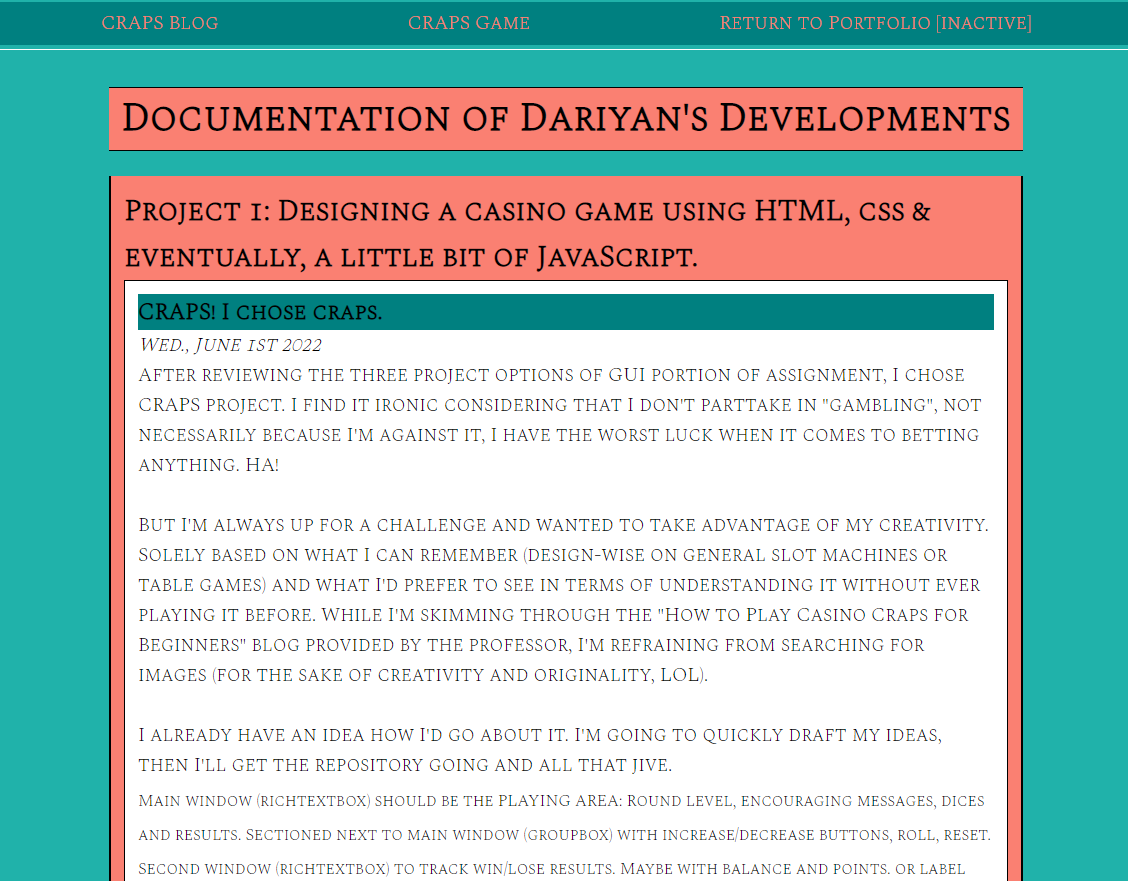 CRAPS Blog CRAPS Game Return to Portfolio [inactive]
Documentation of Dariyan's Developments
Project 1: Designing a casino game using HTML, css &
eventually, a little bit of JavaScript.
CRAPS! I chose craps.
Wed., June 1st 2022
After reviewing the three project options of GUI portion of assignment, I chose
CRAPS project. I find it ironic considering that I don't parttake in "gambling", not
necessarily because I'm against it, I have the worst luck when it comes to betting
anything. HA!
But I'm always up for a challenge and wanted to take advantage of my creativity.
Solely based on what I can remember (design-wise on general slot machines or
table games) and what I'd prefer to see in terms of understanding it without ever
playing it before. While I'm skimming through the "How to Play Casino Craps for
Beginners" blog provided by the professor, I'm refraining from searching for
images (for the sake of creativity and originality, LOL).
I already have an idea how I'd go about it. I'm going to quickly draft my ideas,
then I'll get the repository going and all that jive.
Main window (richtextbox) should be the PLAYING AREA: Round level, encouraging messages, dices
and results. Sectioned next to main window (groupbox) with increase/decrease buttons, roll, reset.
Second window (richtextbox) to track win/lose results. Maybe with balance and points. or label